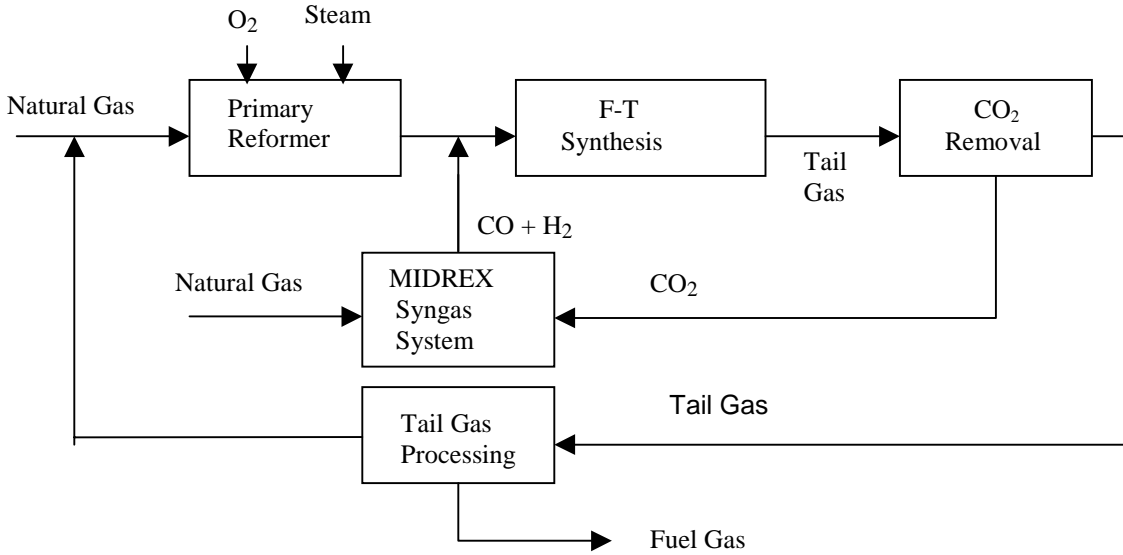 O2
Steam
Natural Gas
Primary
Reformer
F-T
Synthesis
CO2
Removal
Tail
Gas
CO + H2
Natural Gas
MIDREX
Syngas
System
CO2
Tail Gas
Processing
Tail Gas
Fuel Gas